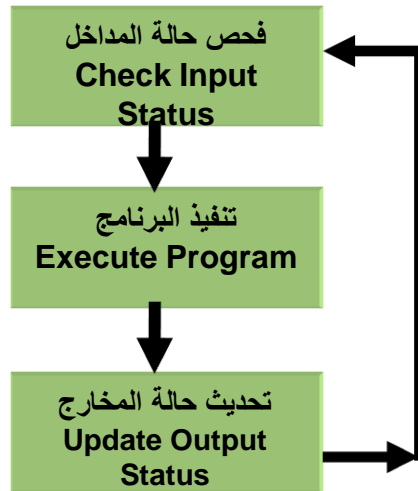 فحص حالة المداخل
Check Input
Status
تنفيذ البرنامج
Execute Program
تحديث حالة المخارج
Update Output
Status